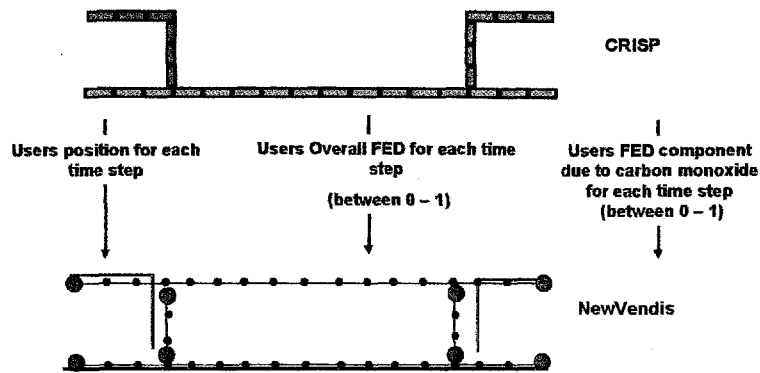 CRISP
Users position for each
time step
Users Overall FED for each time
step
(between 0 – 1)
Users FED component
due to carbon monoxide
for each time step
(between 0 – 1)
NewVendis